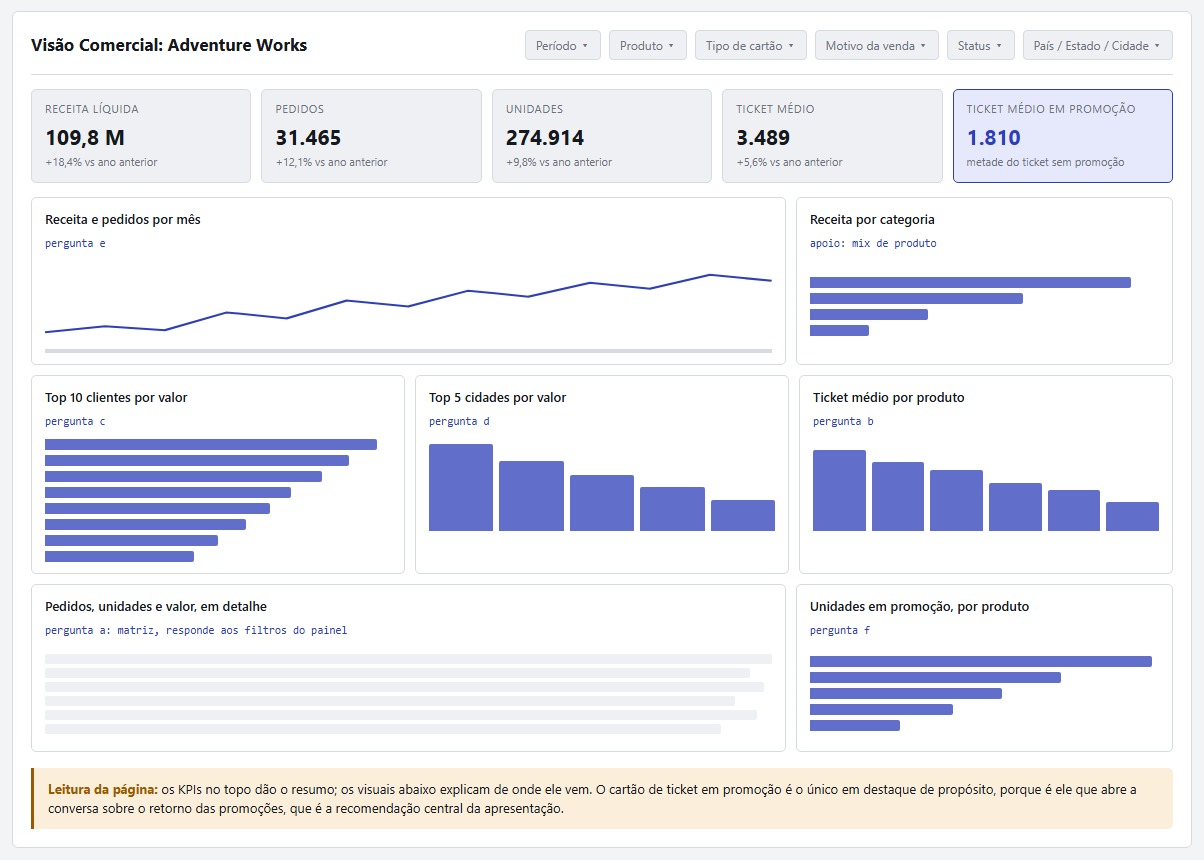 Visão Comercial: Adventure Works
Período ▾
Produto ▾
Tipo de cartão ▾
Motivo da venda ▾
Status ▾
País / Estado / Cidade ▾
RECEITA LÍQUIDA
109,8 M
+18,4% vs ano anterior
PEDIDOS
31.465
+12,1% vs ano anterior
UNIDADES
274.914
+9,8% vs ano anterior
TICKET MÉDIO
3.489
+5,6% vs ano anterior
TICKET MÉDIO EM PROMOÇÃO
1.810
metade do ticket sem promoção
Receita e pedidos por mês
pergunta e
Receita por categoria
apoio: mix de produto
Top 10 clientes por valor
pergunta c
Top 5 cidades por valor
pergunta d
Ticket médio por produto
pergunta b
Pedidos, unidades e valor, em detalhe
pergunta a: matriz, responde aos filtros do painel
Unidades em promoção, por produto
pergunta f
Leitura da página: os KPIs no topo dão o resumo; os visuais abaixo explicam de onde ele vem. O cartão de ticket em promoção é o único em destaque de propósito, porque é ele que abre a
conversa sobre o retorno das promoções, que é a recomendação central da apresentação.